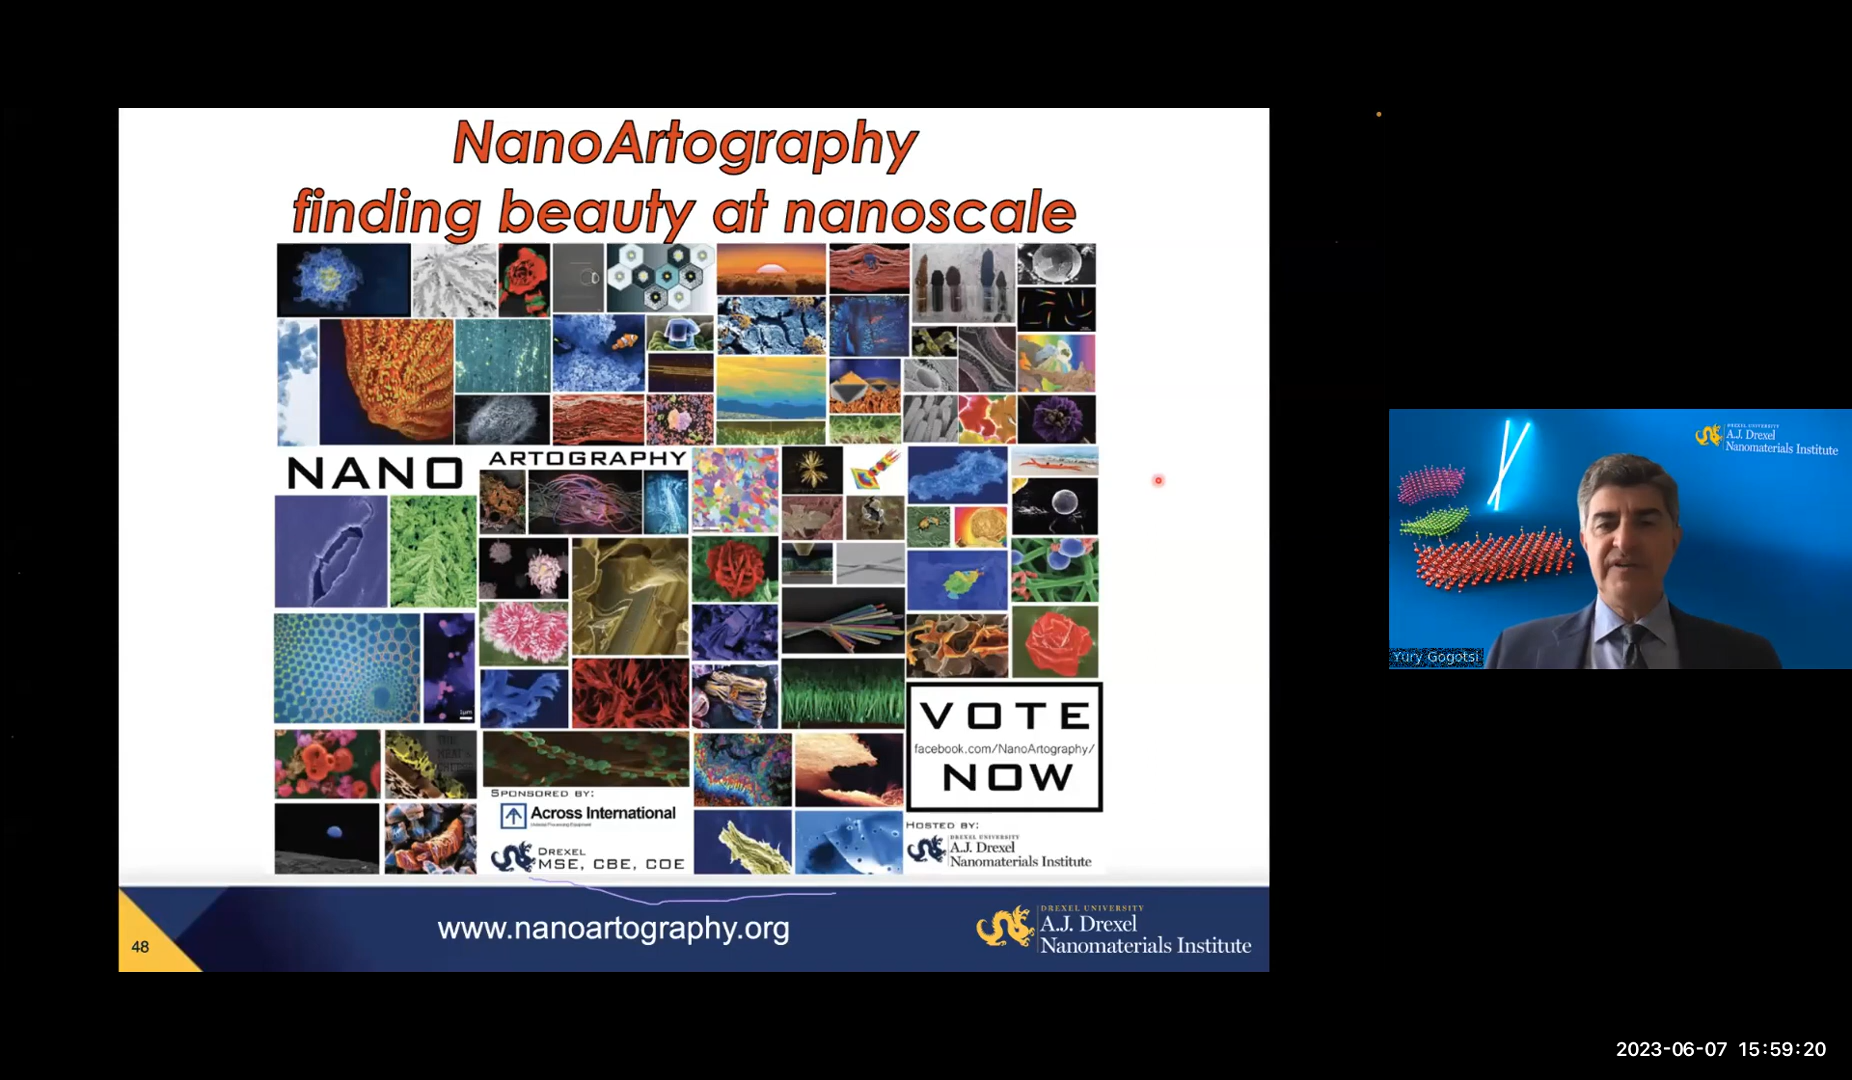 NanoArtography
finding beauty at nanoscale
NANO
ARTOGRAPHY
1µm
SPONSORED BY:
Across International
DREXEL
MSE, CBE, COE
VOTE
facebook.com/NanoArtography/
NOW
HOSTED BY:
DREXEL UNIVERSITY
A.J. Drexel
Nanomaterials Institute
48
www.nanoartography.org
DREXEL UNIVERSITY
A.J. Drexel
Nanomaterials Institute
DREXEL UNIVERSITY
A.J. Drexel
Nanomaterials Institute
Yury Gogotsi
2023-06-07 15:59:20